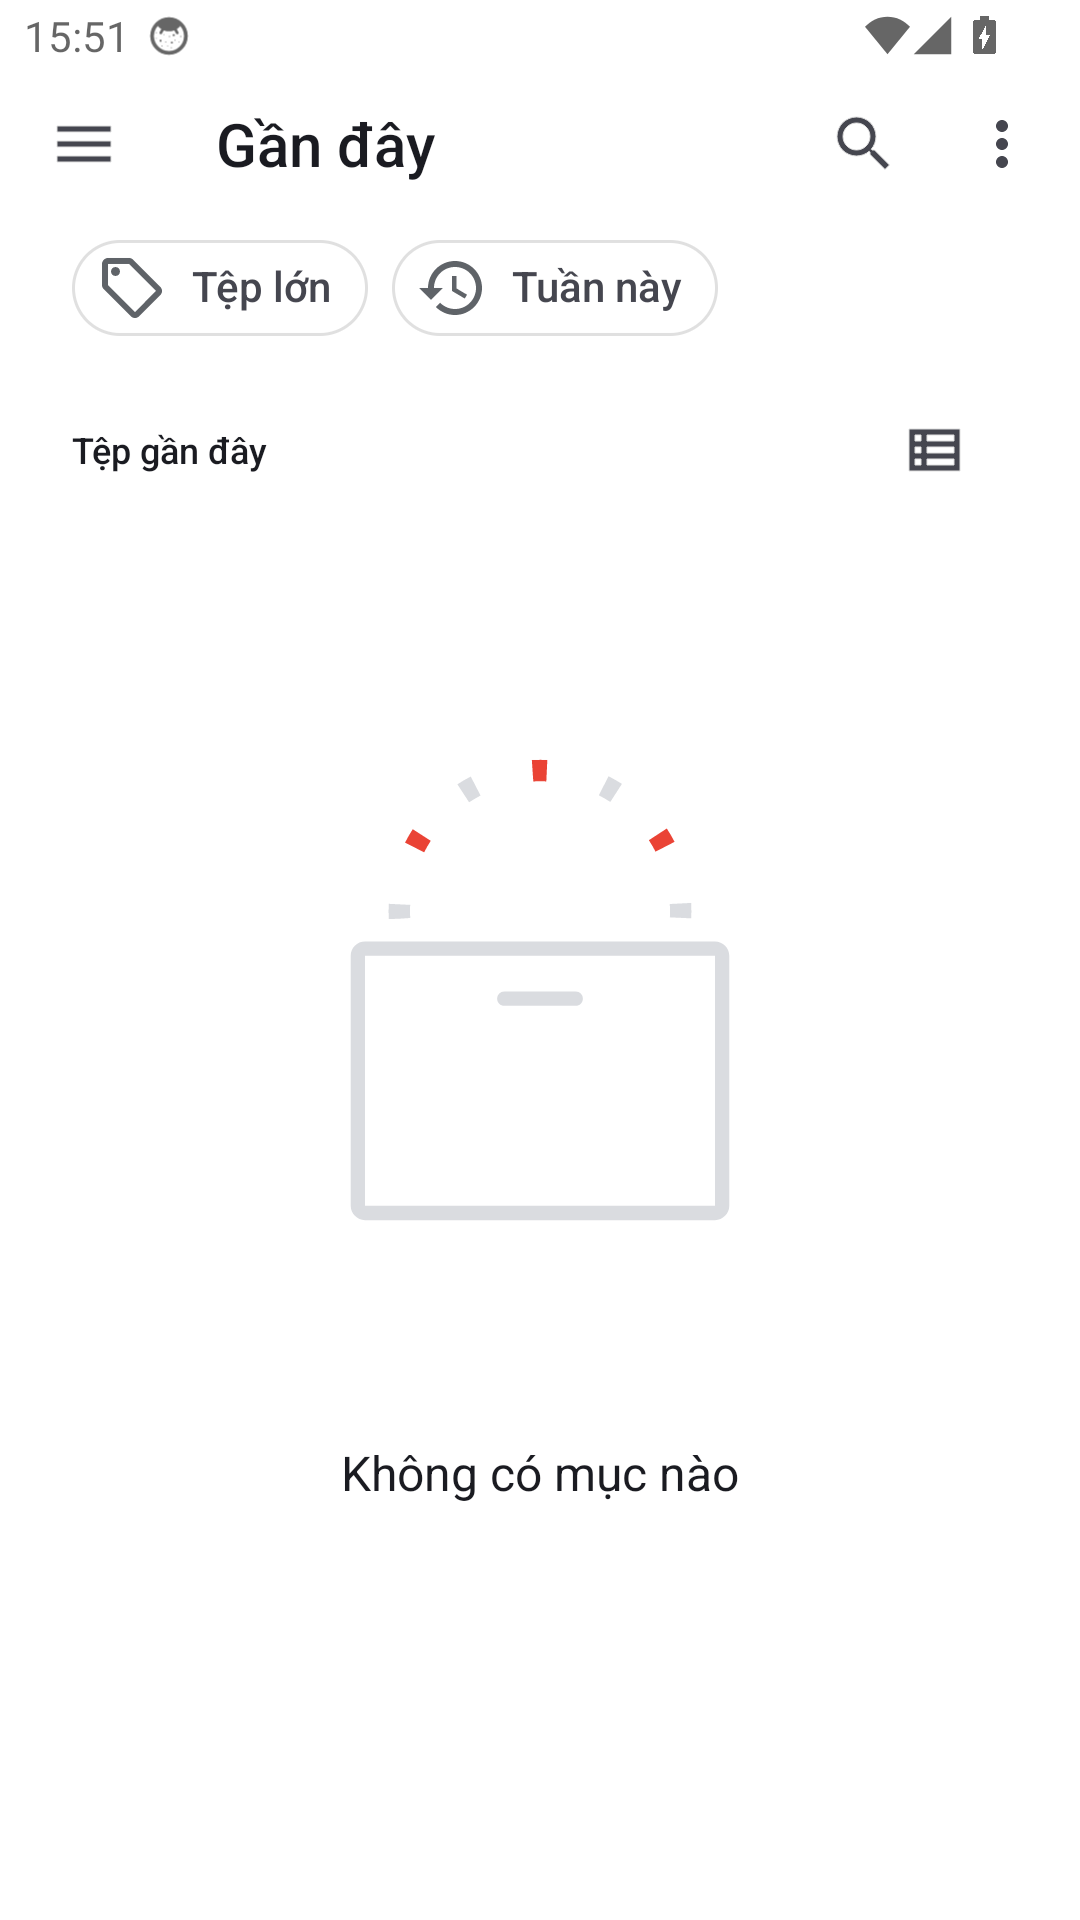 15:51
Gần đây
Tệp lớn
Tuần này
Tệp gần đây
Không có mục nào